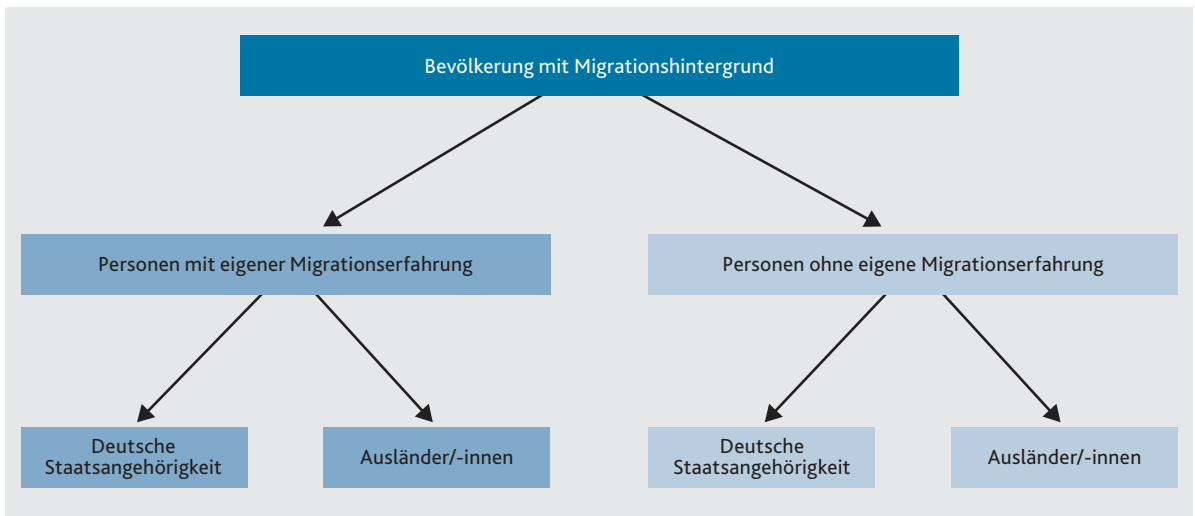 Bevölkerung mit Migrationshintergrund
Personen mit eigener Migrationserfahrung
Personen ohne eigene Migrationserfahrung
Deutsche
Staatsangehörigkeit
Ausländer/-innen
Deutsche
Staatsangehörigkeit
Ausländer/-innen